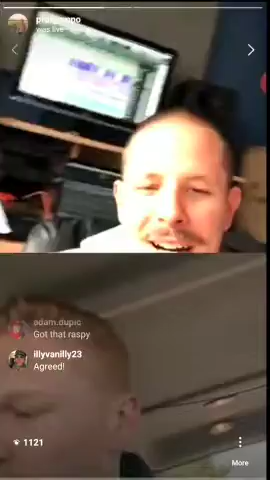 was live
adam.dupic
Got that raspy
illyvanilly23
Agreed!
1121
More